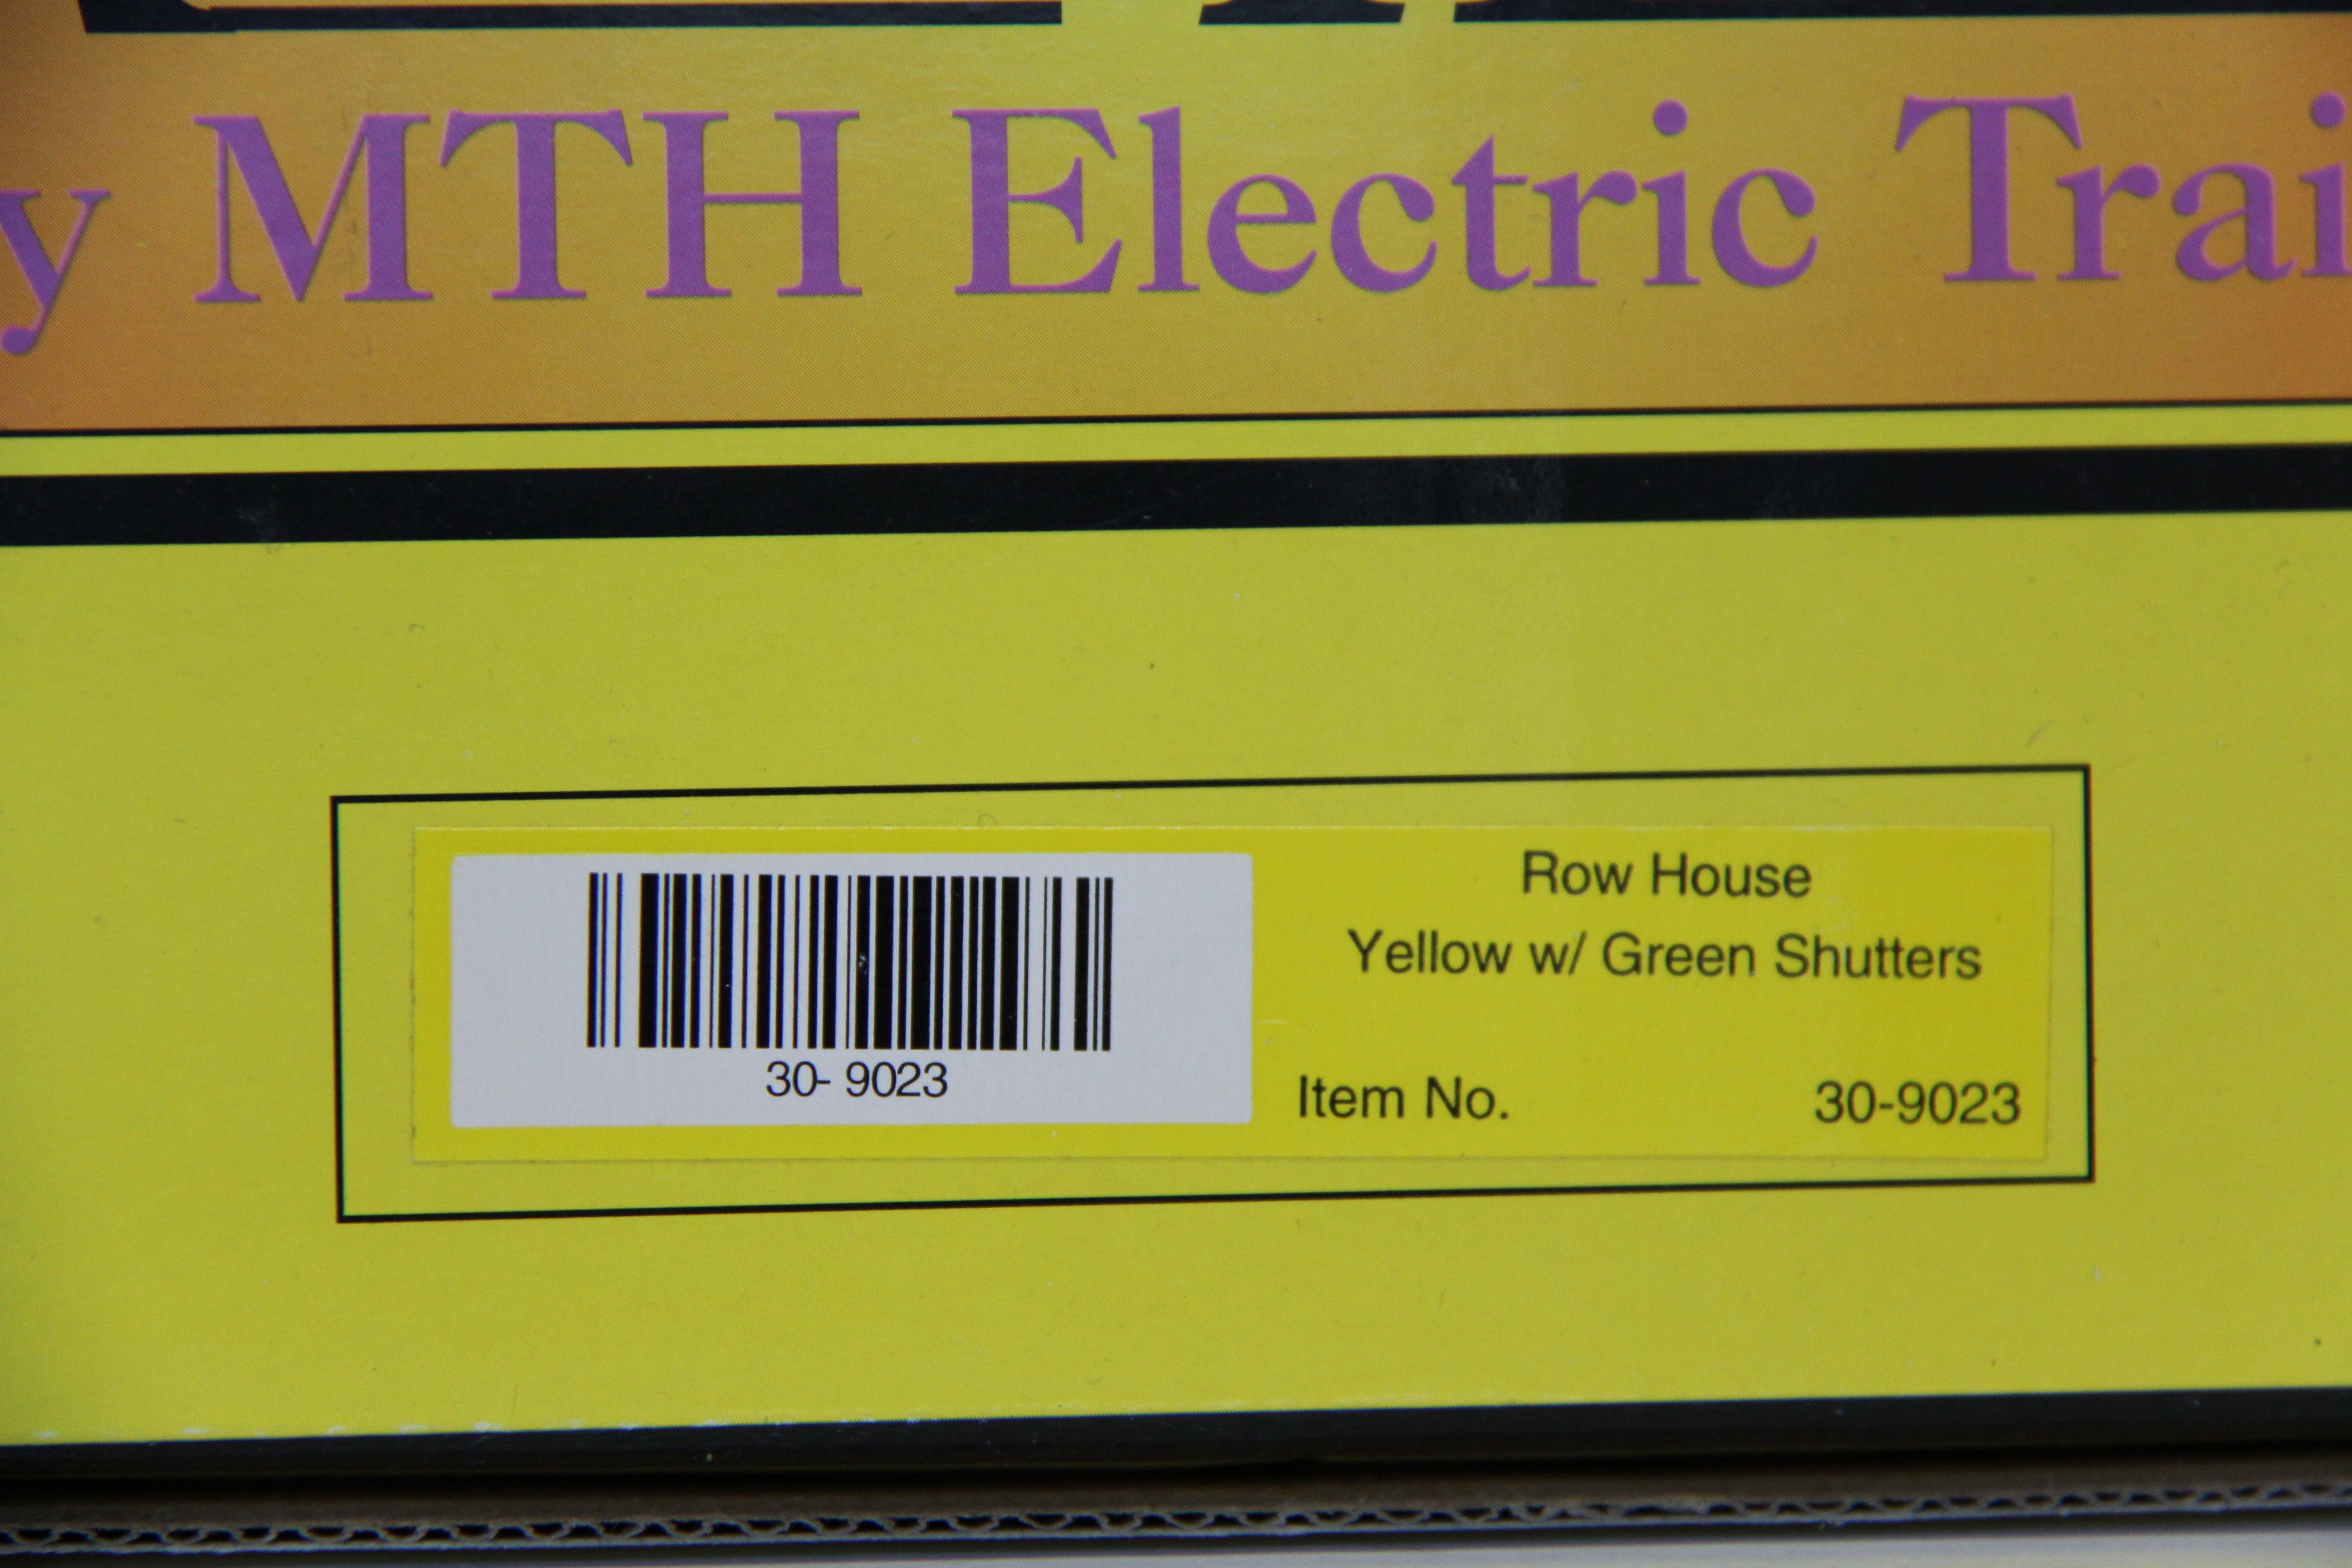 y MTH Electric Trai
Row House
Yellow w/ Green Shutters
30- 9023
Item No. 30-9023